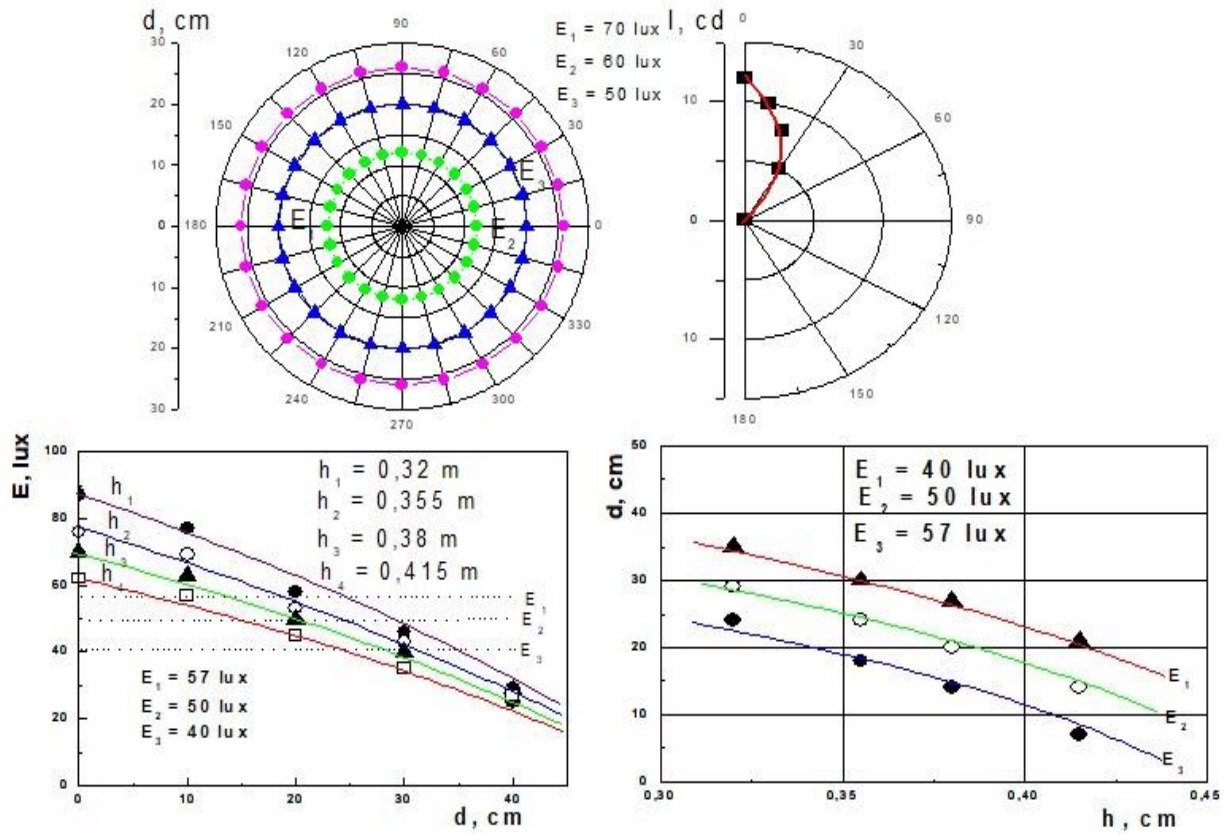 d, cm
30
20
10
0
10
20
30
90
60
30
0
330
300
270
240
210
180
150
120
E₁ = 70 lux
E₂ = 60 lux
E₃ = 50 lux
E₁
E₂
E₃
I, cd
10
0
10
0
30
60
90
120
150
180
E, lux
100
80
60
40
20
0
0
10
20
30
40
d, cm
h₁
h₂
h₃
h₄
h₁ = 0,32 m
h₂ = 0,355 m
h₃ = 0,38 m
h₄ = 0,415 m
E₁
E₂
E₃
E₁ = 57 lux
E₂ = 50 lux
E₃ = 40 lux
d, cm
50
40
30
20
10
0
0,30
0,35
0,40
0,45
h, cm
E₁ = 40 lux
E₂ = 50 lux
E₃ = 57 lux
E₁
E₂
E₃